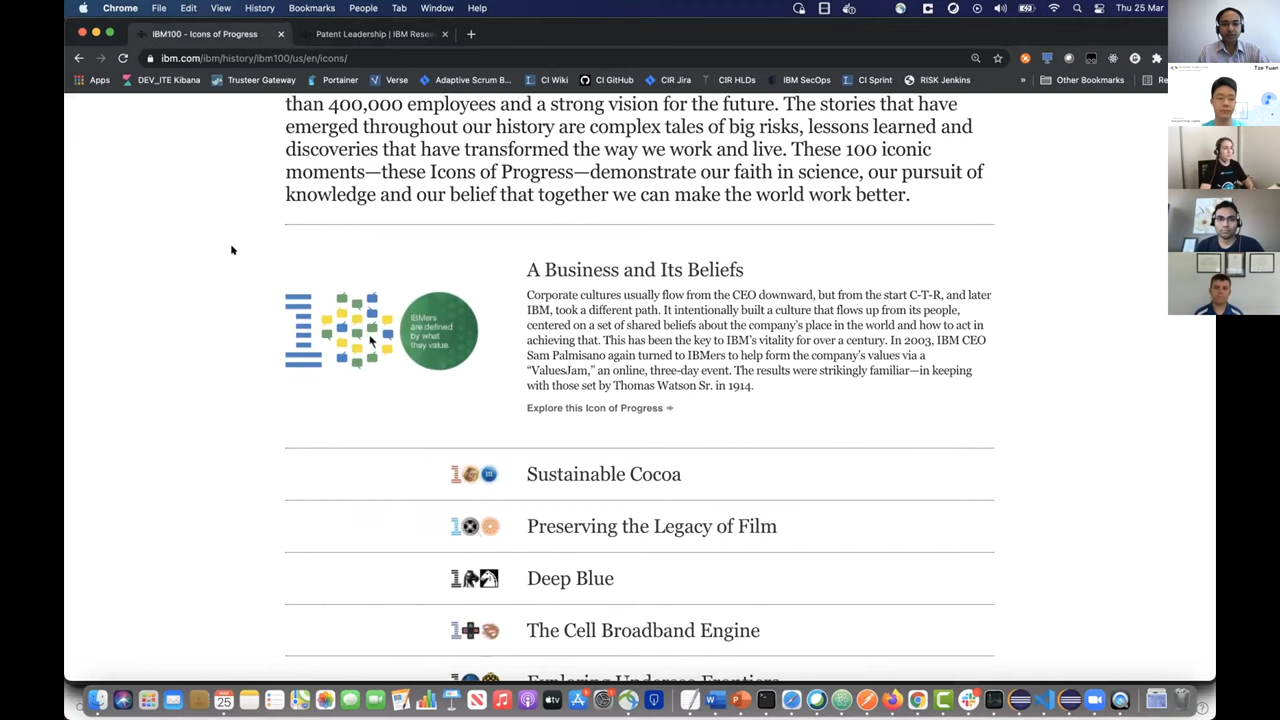 Chrome File Edit View History Bookmarks People Tab Window Help Thu 25 Mar
IBM100 - Icons of Progress
Patent Leadership | IBM Resea
ibm.com/ibm/history/ibm100/us/en/icons/
Apps DEV_ITE Kibana Trusteer Gateway Portainer Verse Adaptive CI GitHub CI Jira CIR Hub IBM Sec CI Sprint » Other Bookmarks Re
than 400,000 employees and a strong vision for the future. The stories that have
emerged throughout our history are complex tales of big risks lessons learned and
discoveries that have transformed the way we work and live. These 100 iconic
moments—these Icons of Progress—demonstrate our faith in science, our pursuit of
knowledge and our belief that together we can make the world work better.
A Business and Its Beliefs
IBMers
are defined
by what
they value.
Corporate cultures usually flow from the CEO downward, but from the start C-T-R, and later
IBM, took a different path. It intentionally built a culture that flows up from its people,
centered on a set of shared beliefs about the company's place in the world and how to act in
achieving that. This has been the key to IBM's vitality for over a century. In 2003, IBM CEO
Sam Palmisano again turned to IBMers to help form the company's values via a
"ValuesJam," an online, three-day event. The results were strikingly familiar—in keeping
with those set by Thomas Watson Sr. in 1914.
Explore this Icon of Progress
Sustainable Cocoa
Preserving the Legacy of Film
Deep Blue
The Cell Broadband Engine
Tze Yuan